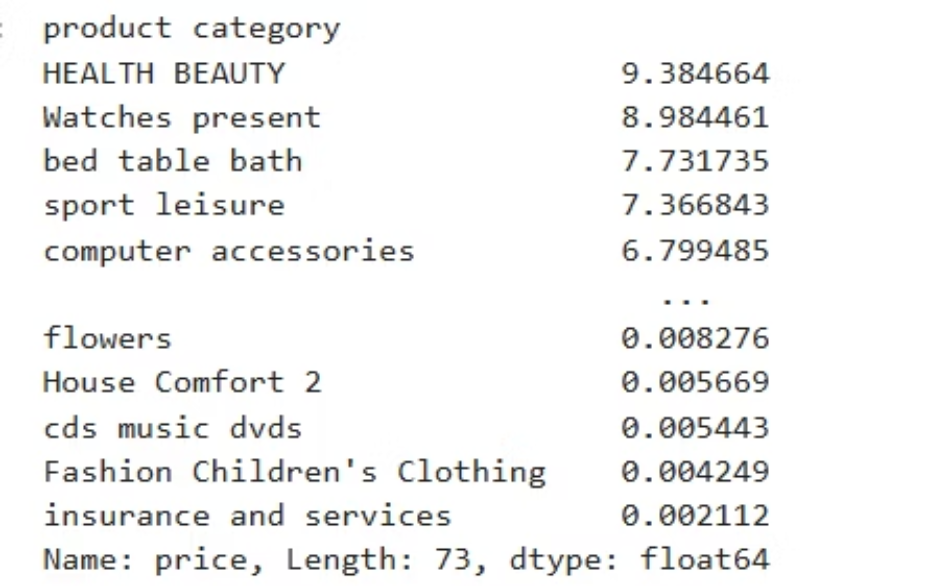 product category
HEALTH BEAUTY 9.384664
Watches present 8.984461
bed table bath 7.731735
sport leisure 7.366843
computer accessories 6.799485
...
flowers 0.008276
House Comfort 2 0.005669
cds music dvds 0.005443
Fashion Children's Clothing 0.004249
insurance and services 0.002112
Name: price, Length: 73, dtype: float64